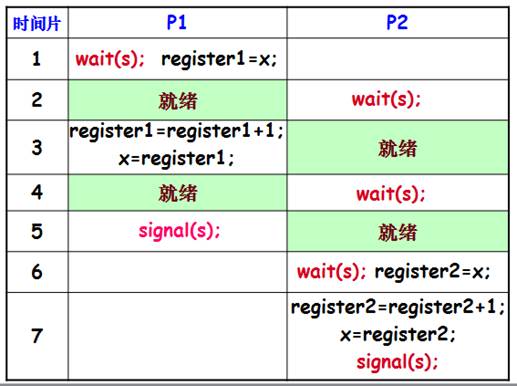 时间片 P1 P2
1 wait(s); register1=x;
2 就绪 wait(s);
3 register1=register1+1; 就绪
x=register1;
4 就绪 wait(s);
5 signal(s); 就绪
6 wait(s); register2=x;
7 register2=register2+1;
x=register2;
signal(s);